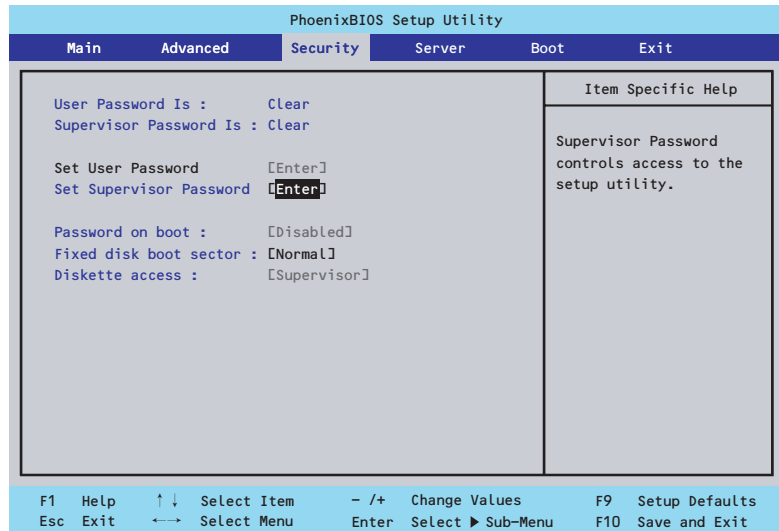 PhoenixBIOS Setup Utility
Main Advanced Security Server Boot Exit
User Password Is : Clear
Supervisor Password Is : Clear
Set User Password [Enter]
Set Supervisor Password [Enter]
Password on boot : [Disabled]
Fixed disk boot sector : [Normal]
Diskette access : [Supervisor]
Item Specific Help
Supervisor Password
controls access to the
setup utility.
F1 Help ↑↓ Select Item − /+ Change Values F9 Setup Defaults
Esc Exit ←→ Select Menu Enter Select ▶ Sub−Menu F10 Save and Exit